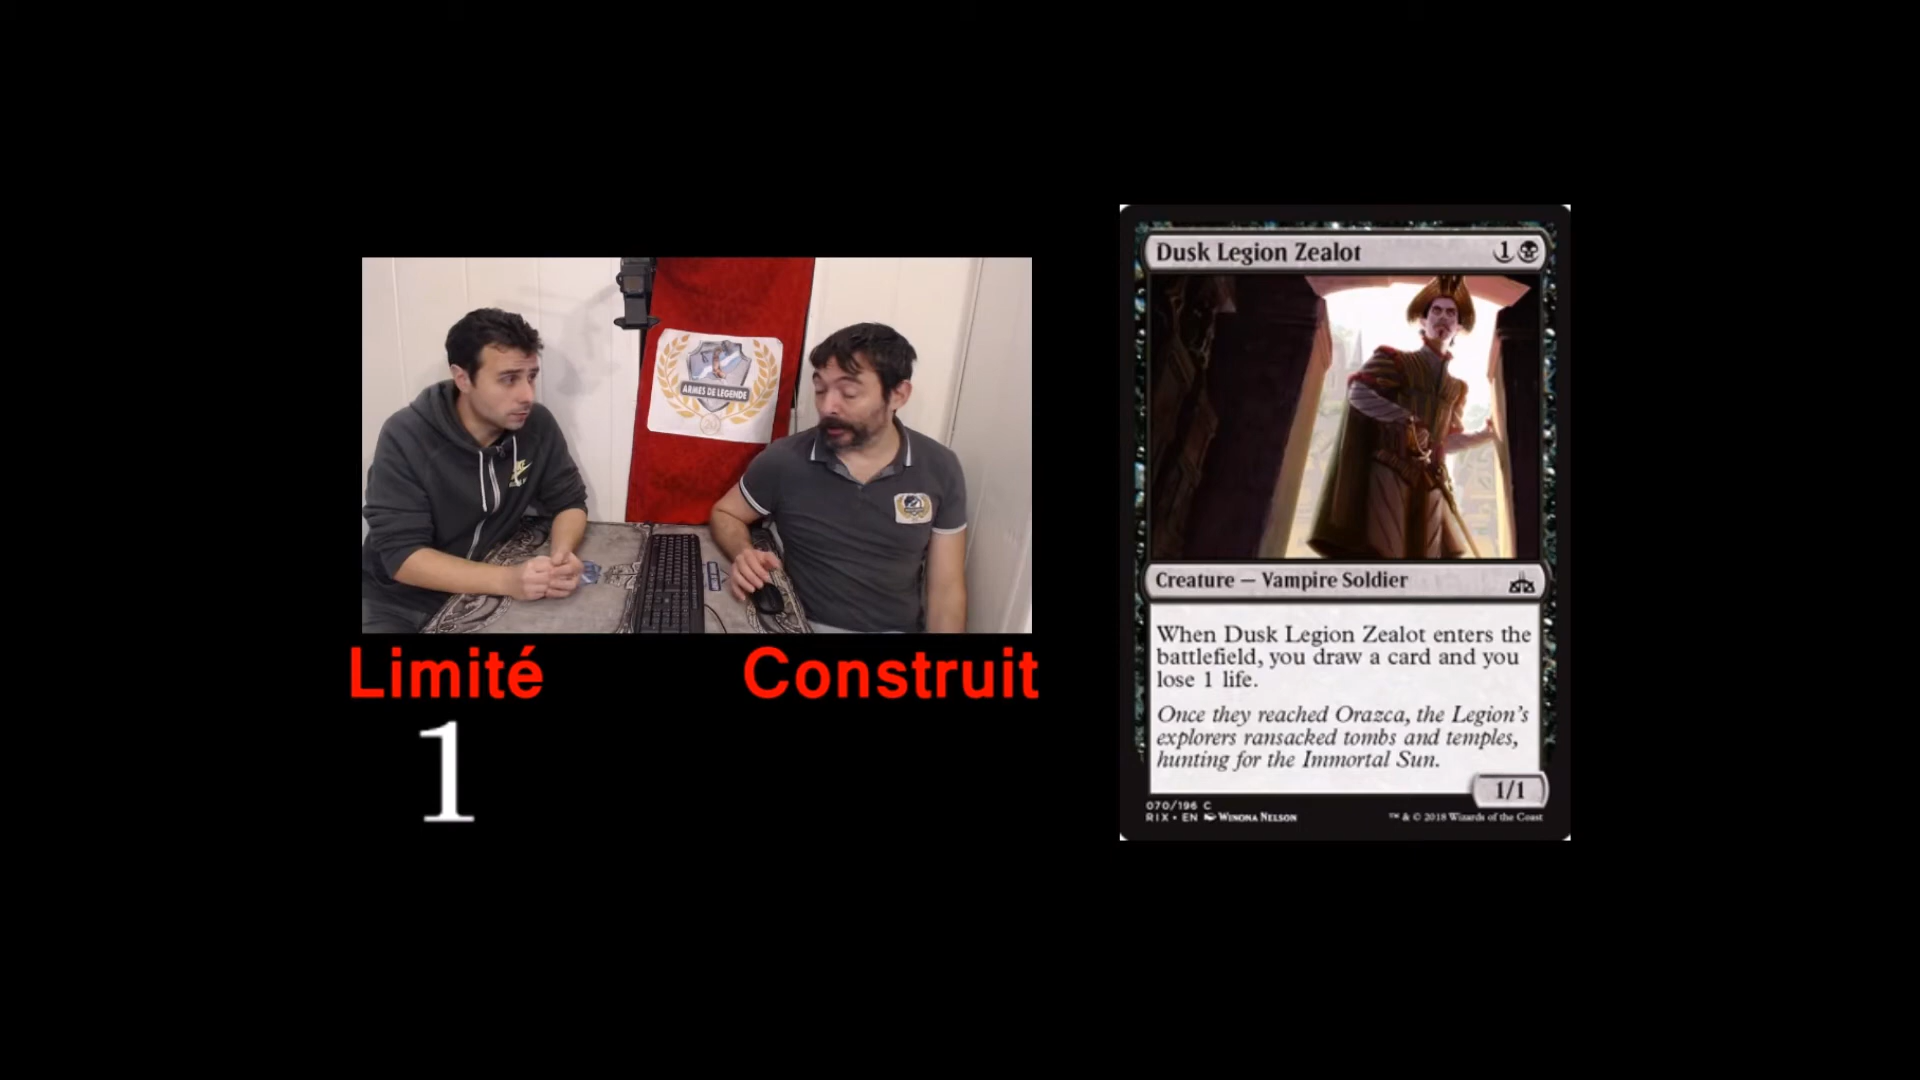 ARMES DE LEGENDE
Limité
Construit
1
Dusk Legion Zealot
1
Creature — Vampire Soldier
When Dusk Legion Zealot enters the
battlefield, you draw a card and you
lose 1 life.
Once they reached Orazca, the Legion's
explorers ransacked tombs and temples,
hunting for the Immortal Sun.
1/1
070/196 C
RIX • EN Winona Nelson
™ & © 2018 Wizards of the Coast